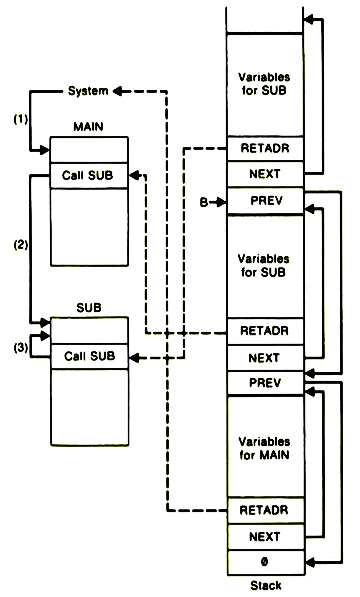 System
(1)
MAIN
Call SUB
(2)
SUB
(3)
Call SUB
Variables
for SUB
RETADR
NEXT
B
PREV
Variables
for SUB
RETADR
NEXT
PREV
Variables
for MAIN
RETADR
NEXT
0
Stack